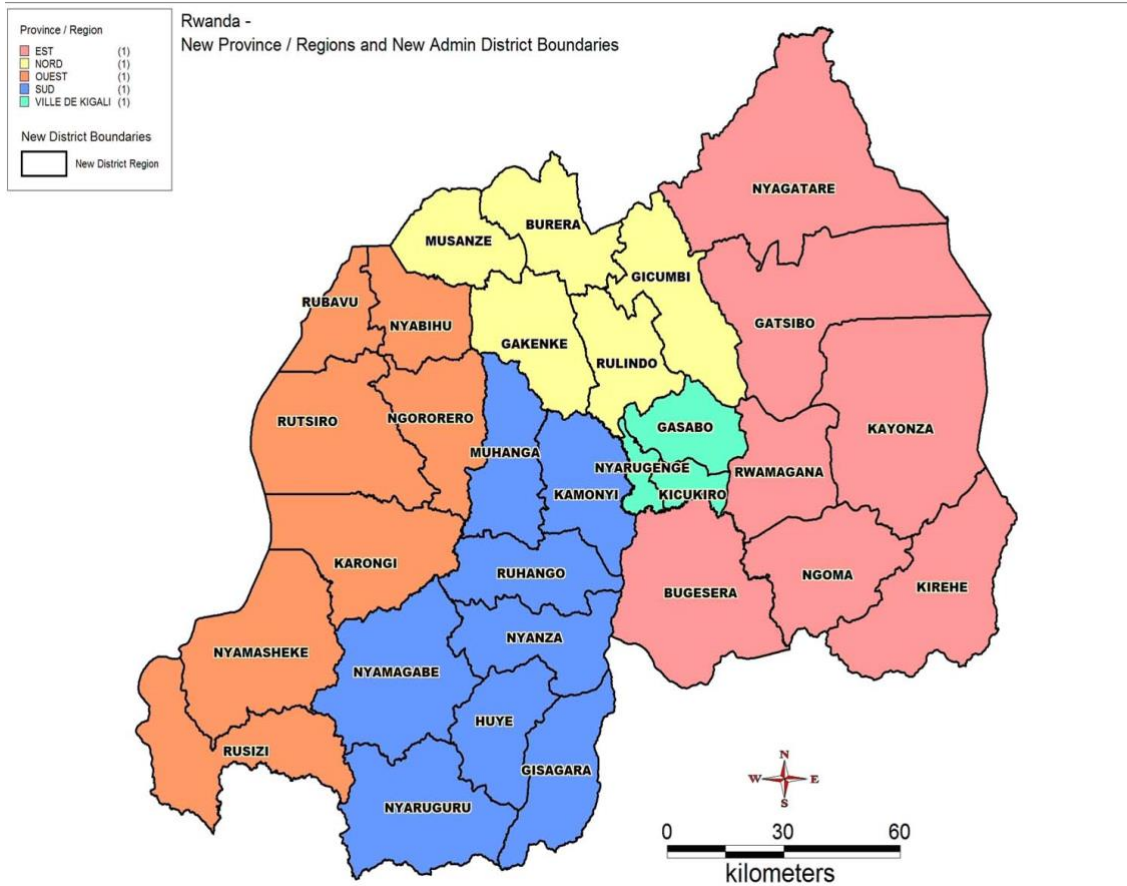 Province / Region
EST (1)
NORD (1)
OUEST (1)
SUD (1)
VILLE DE KIGALI (1)
New District Boundaries
New District Region
Rwanda -
New Province / Regions and New Admin District Boundaries
NYAGATARE
BURERA
MUSANZE
GICUMBI
RUBAVU
NYABIHU
GATSIBO
GAKENKE
RULINDO
RUTSIRO
NGORORERO
GASABO
KAYONZA
MUHANGA
NYARUGENGE
RWAMAGANA
KAMONYI
KICUKIRO
KARONGI
RUHANGO
NGOMA
BUGESERA
KIREHE
NYANZA
NYAMASHEKE
NYAMAGABE
HUYE
RUSIZI
GISAGARA
NYARUGURU
N
W E
S
0 30 60
kilometers